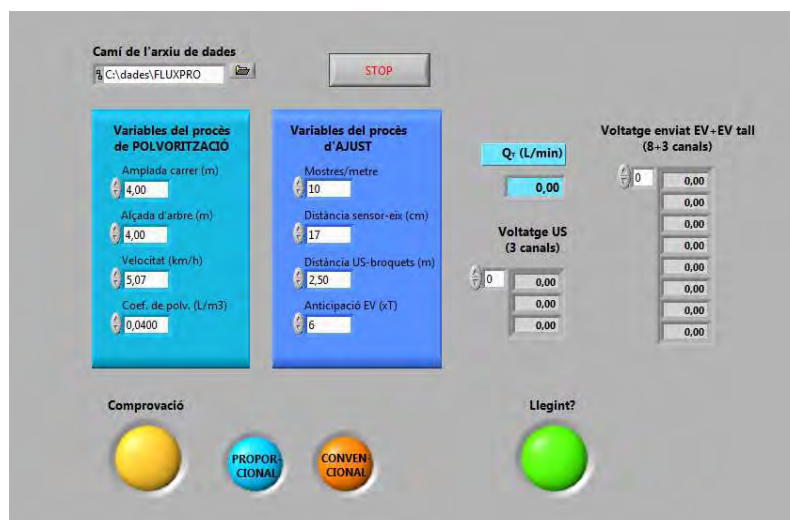 Camí de l'arxiu de dades
C:\dades\FLUXPRO
STOP
Variables del procès
de POLVORITZACIÓ
Amplada carrer (m)
4,00
Alçada d'arbre (m)
4,00
Velocitat (km/h)
5,07
Coef. de polv. (L/m3)
0,0400
Variables del procès
d'AJUST
Mostres/metre
10
Distància sensor-eix (cm)
17
Distància US-broquets (m)
2,50
Anticipació EV (xT)
6
QT (L/min)
0,00
Voltatge US
(3 canals)
0
0,00
0,00
0,00
Voltatge enviat EV+EV tall
(8+3 canals)
0
0,00
0,00
0,00
0,00
0,00
0,00
0,00
0,00
Comprovació
PROPOR-
CIONAL
CONVEN-
CIONAL
Llegint?